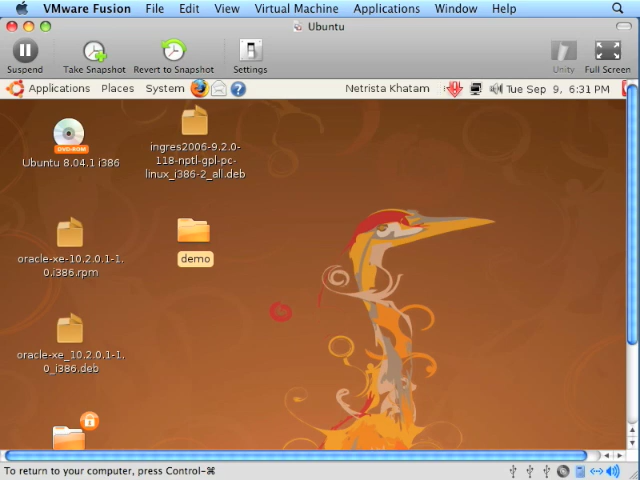 VMware Fusion File Edit View Virtual Machine Applications Window Help
Ubuntu
Suspend Take Snapshot Revert to Snapshot Settings Unity Full Screen
Applications Places System Netrista Khatam Tue Sep 9, 6:31 PM
Ubuntu 8.04.1 i386
DVD-ROM
ingres2006-9.2.0-
118-nptl-gpl-pc-
linux_i386-2_all.deb
oracle-xe-10.2.0.1-1.
0.i386.rpm
demo
oracle-xe_10.2.0.1-1.
0_i386.deb
To return to your computer, press Control-⌘